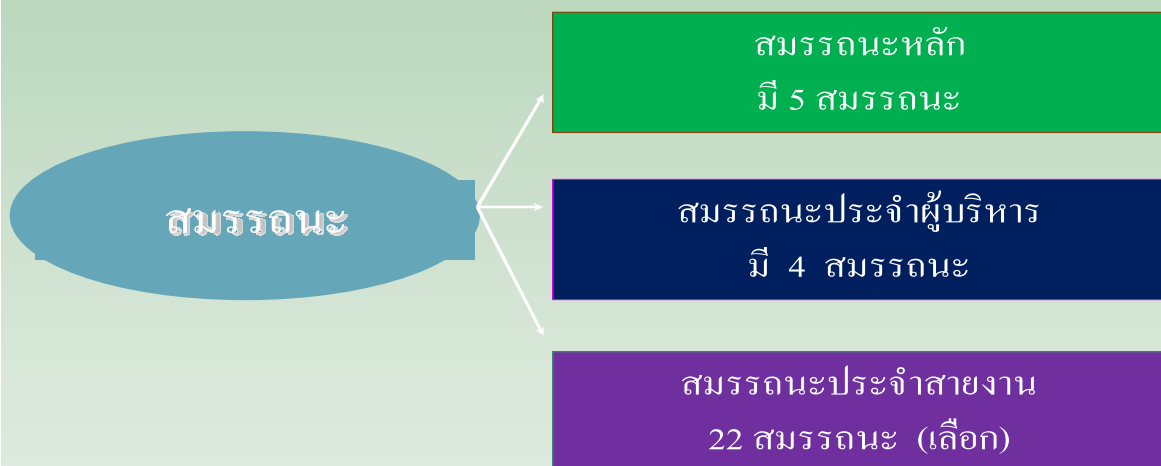 สมรรถนะ
สมรรถนะหลัก
มี 5 สมรรถนะ
สมรรถนะประจำผู้บริหาร
มี 4 สมรรถนะ
สมรรถนะประจำสายงาน
22 สมรรถนะ (เลือก)